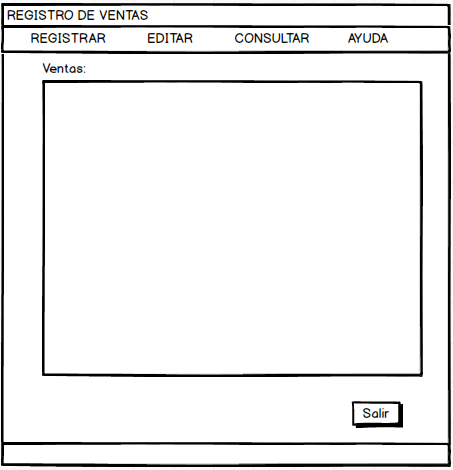 REGISTRO DE VENTAS
REGISTRAR EDITAR CONSULTAR AYUDA
Ventas:
Salir